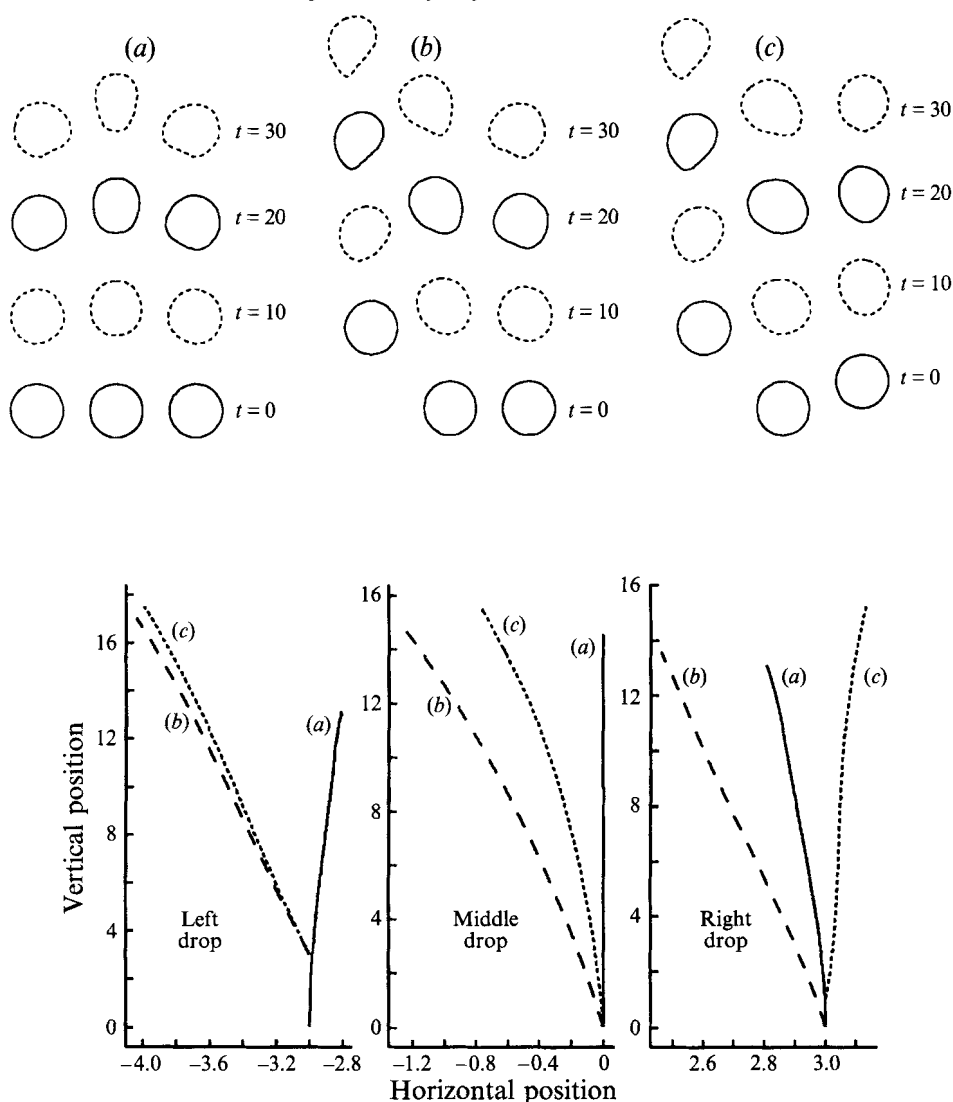 (a)
t = 30
t = 20
t = 10
t = 0
(b)
t = 30
t = 20
t = 10
t = 0
(c)
t = 30
t = 20
t = 10
t = 0
Vertical position
16
12
8
4
0
(c)
(b)
(a)
Left
drop
−4.0
−3.6
−3.2
−2.8
16
12
8
4
0
(c)
(a)
(b)
Middle
drop
−1.2
−0.8
−0.4
0
16
12
8
4
0
(b)
(a)
(c)
Right
drop
2.6
2.8
3.0
Horizontal position